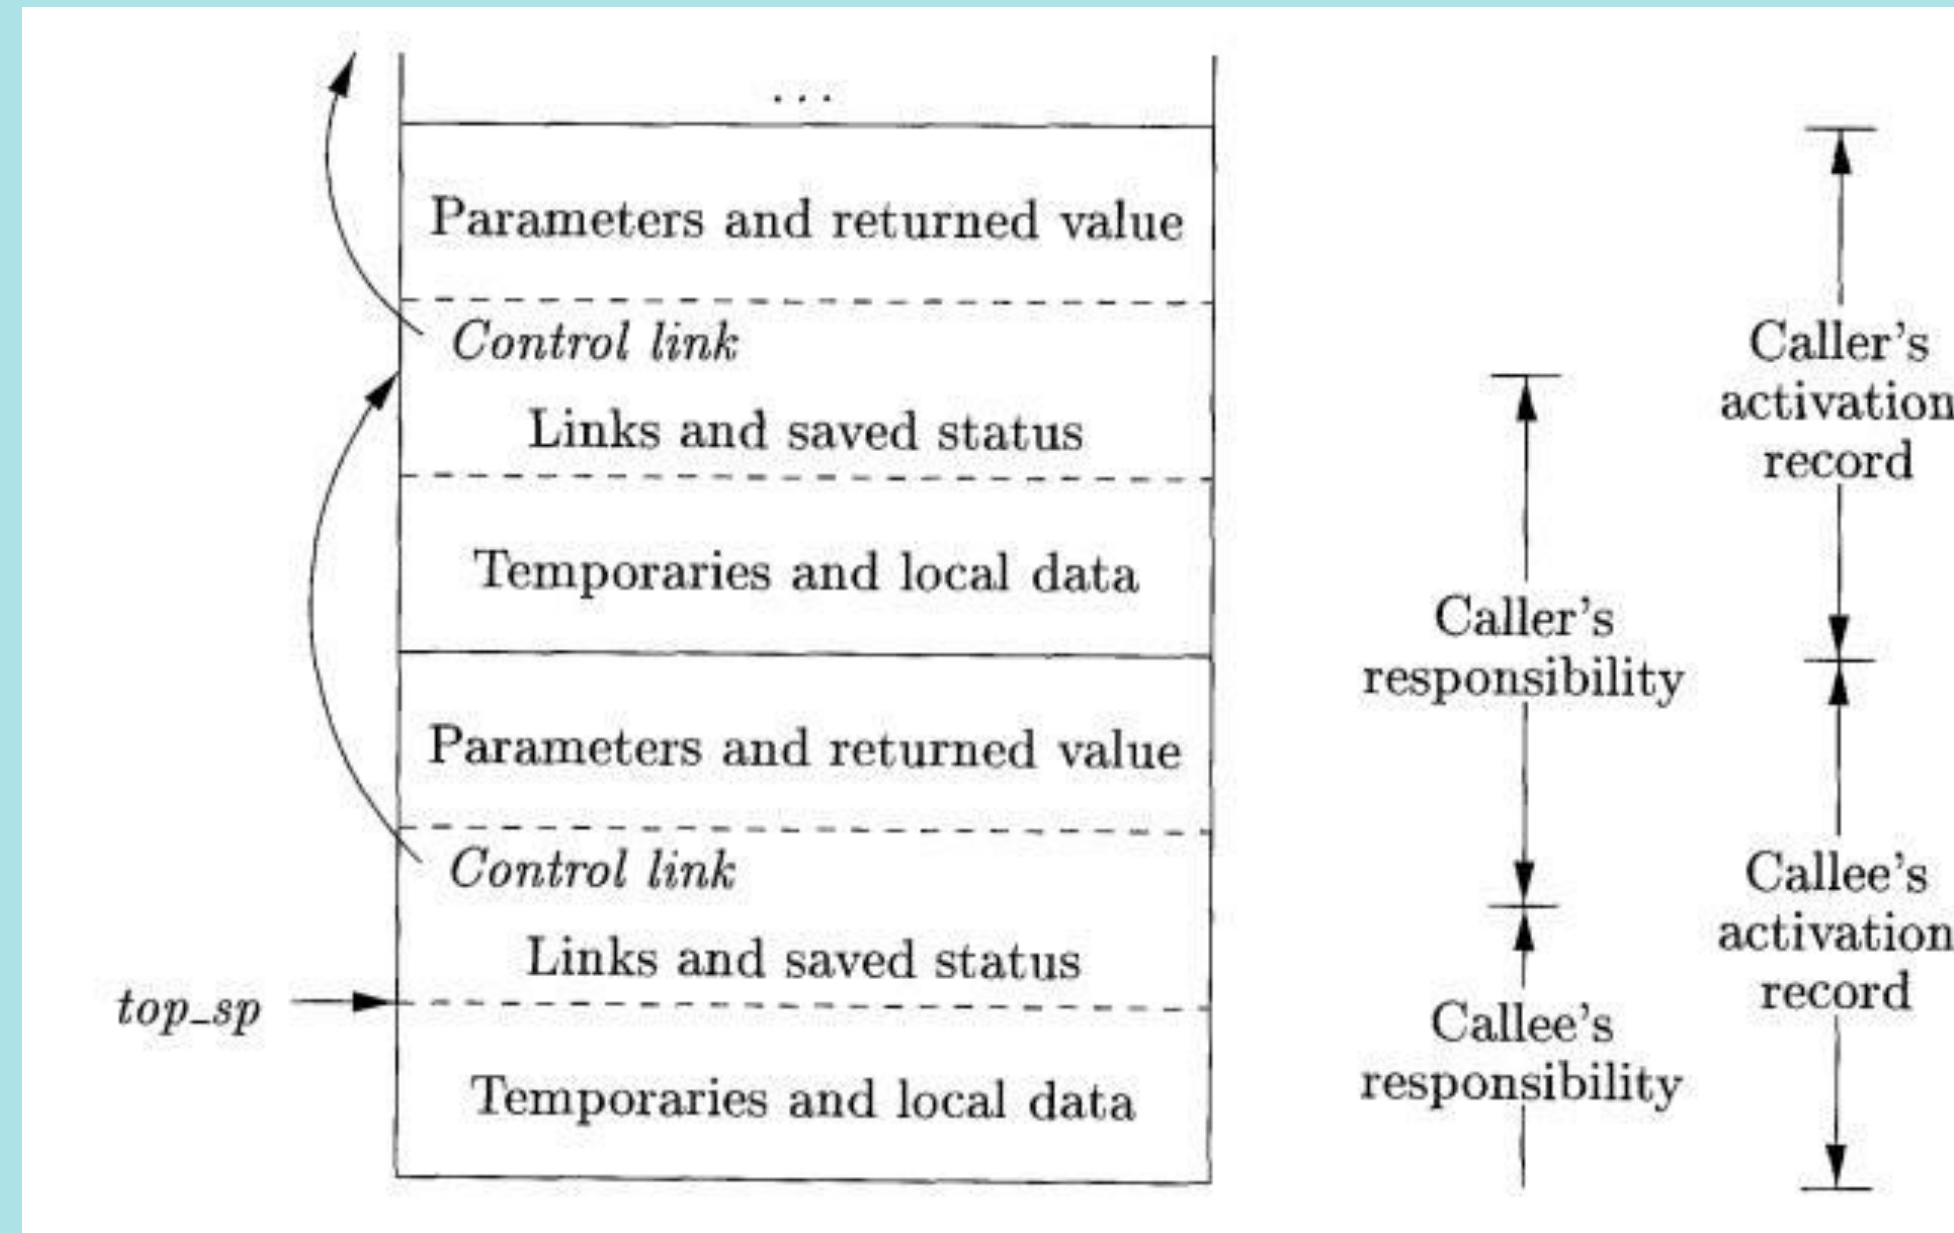 ...
Parameters and returned value
Control link
Links and saved status
Temporaries and local data
Parameters and returned value
Control link
Links and saved status
top_sp
Temporaries and local data
Caller's
responsibility
Callee's
responsibility
Caller's
activation
record
Callee's
activation
record